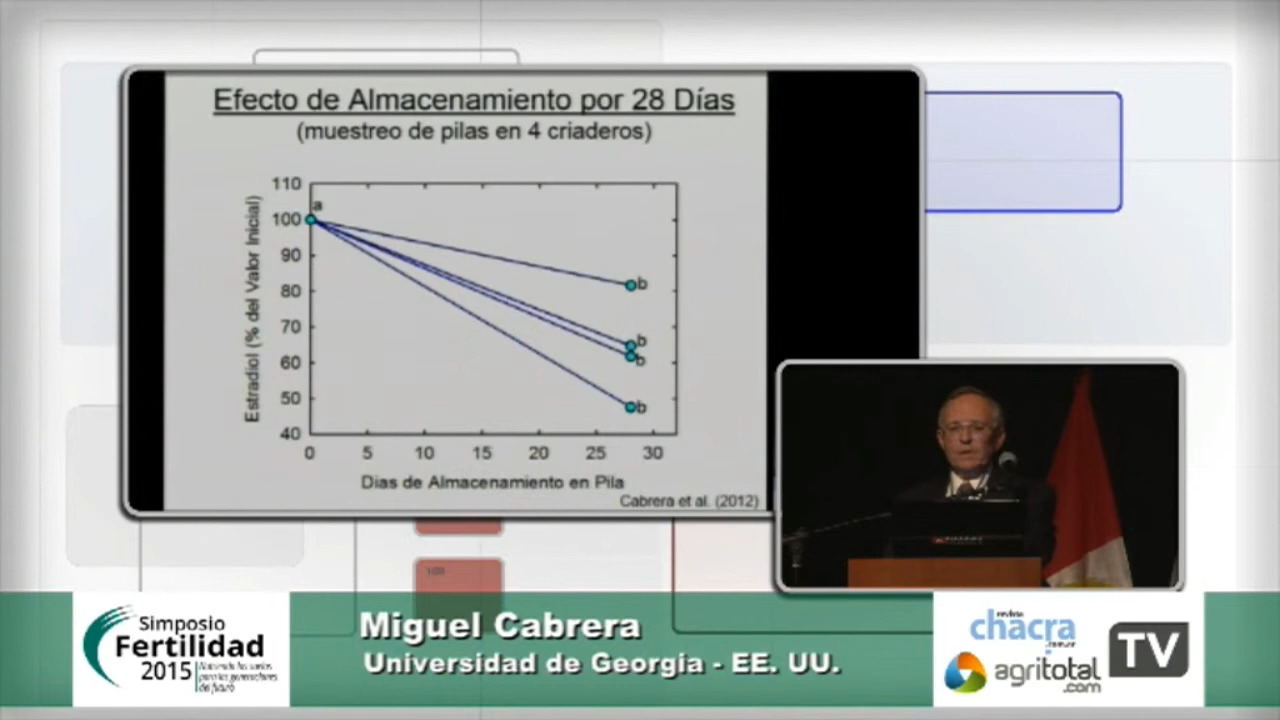 Efecto de Almacenamiento por 28 Días
(muestreo de pilas en 4 criaderos)
Estradiol (% del Valor Inicial)
110
100
90
80
70
60
50
40
a
b
b
b
b
0 5 10 15 20 25 30
Dias de Almacenamiento en Pila
Cabrera et al. (2012)
Simposio
Fertilidad
2015
Miguel Cabrera
Universidad de Georgia - EE. UU.
revista
chacra
.com.ar
agritotal
.com
TV